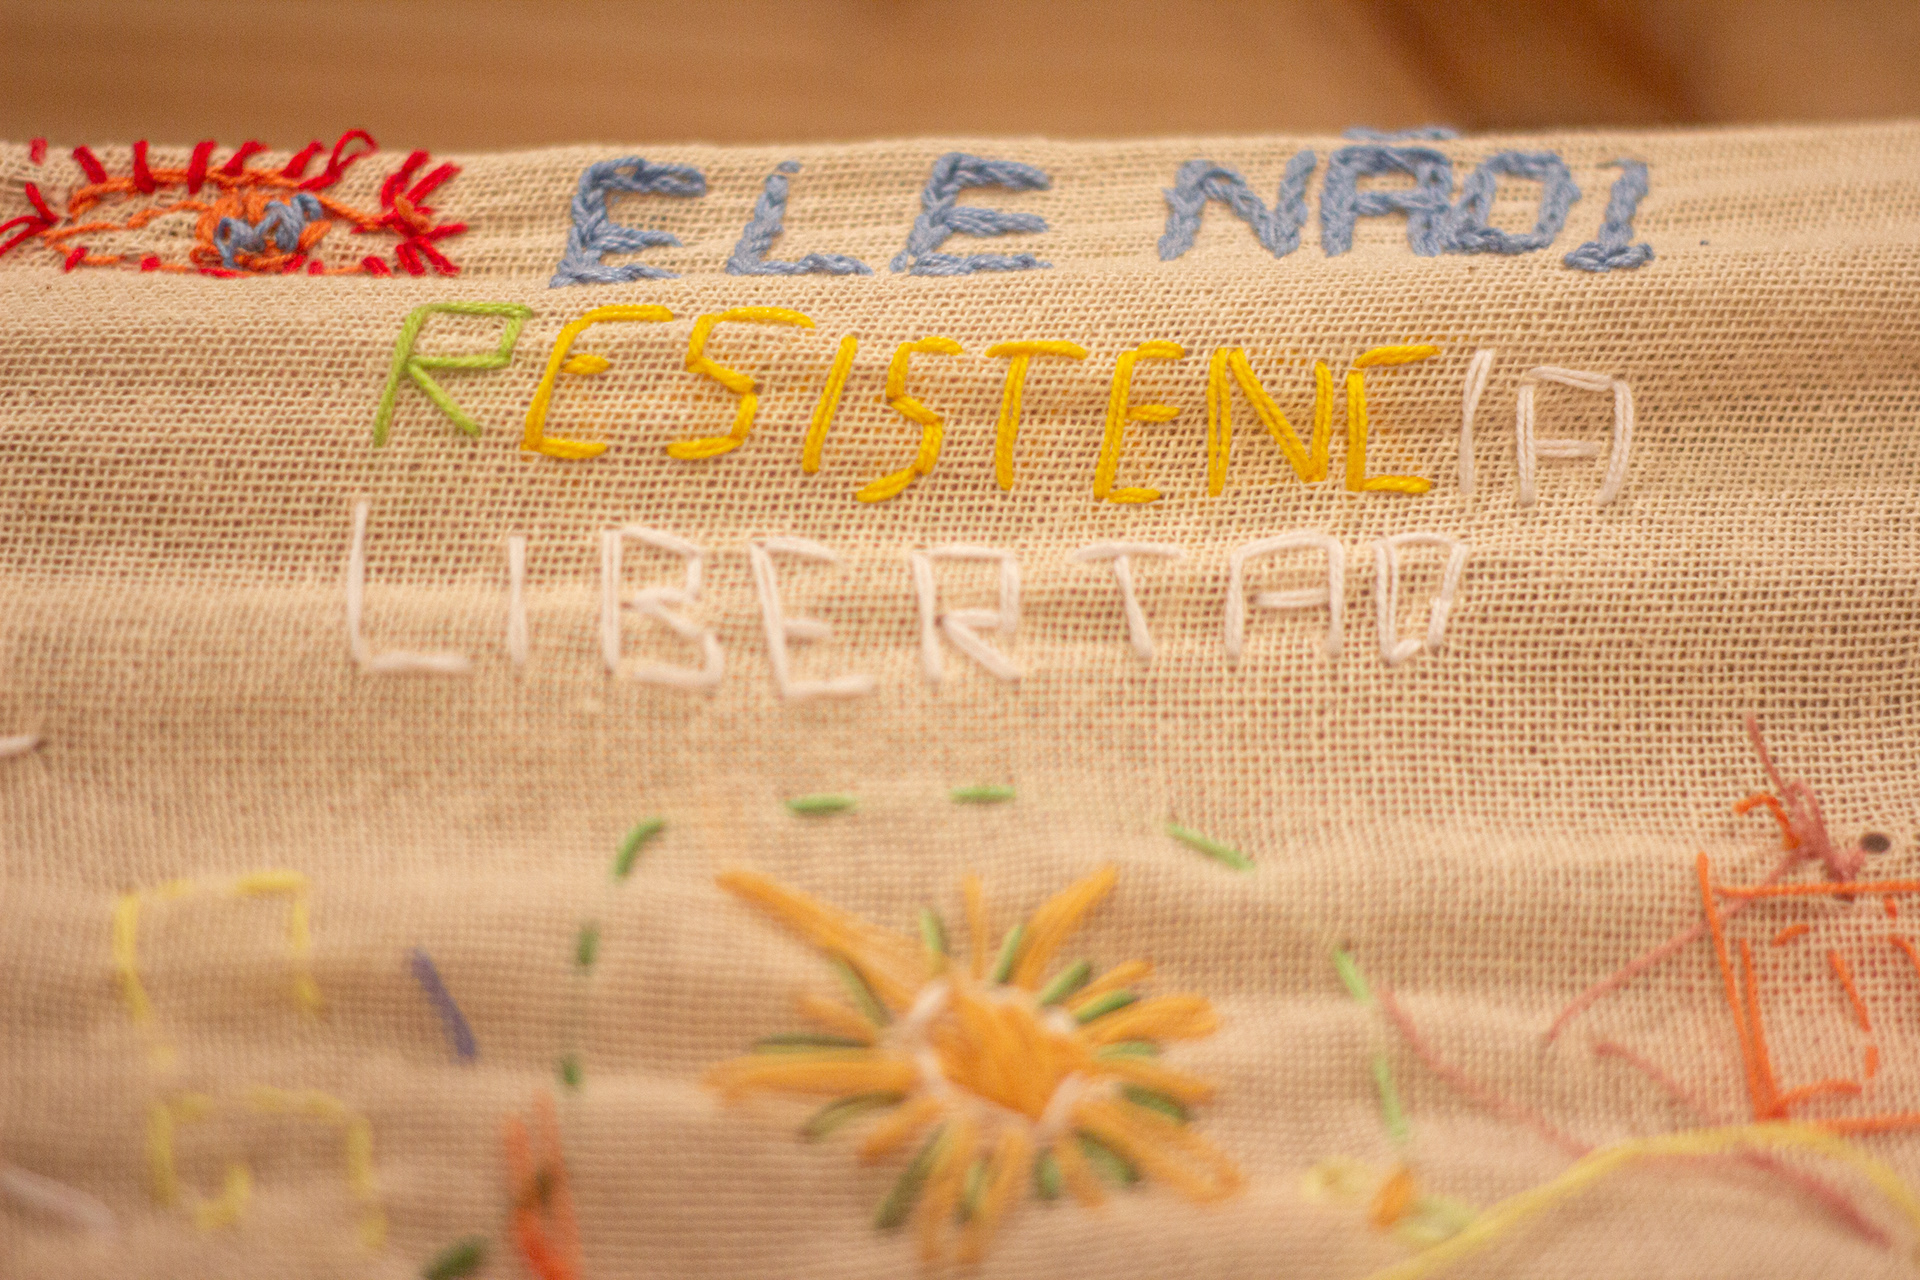 ELE NÃO!
RESISTENCIA
LIBERTAD